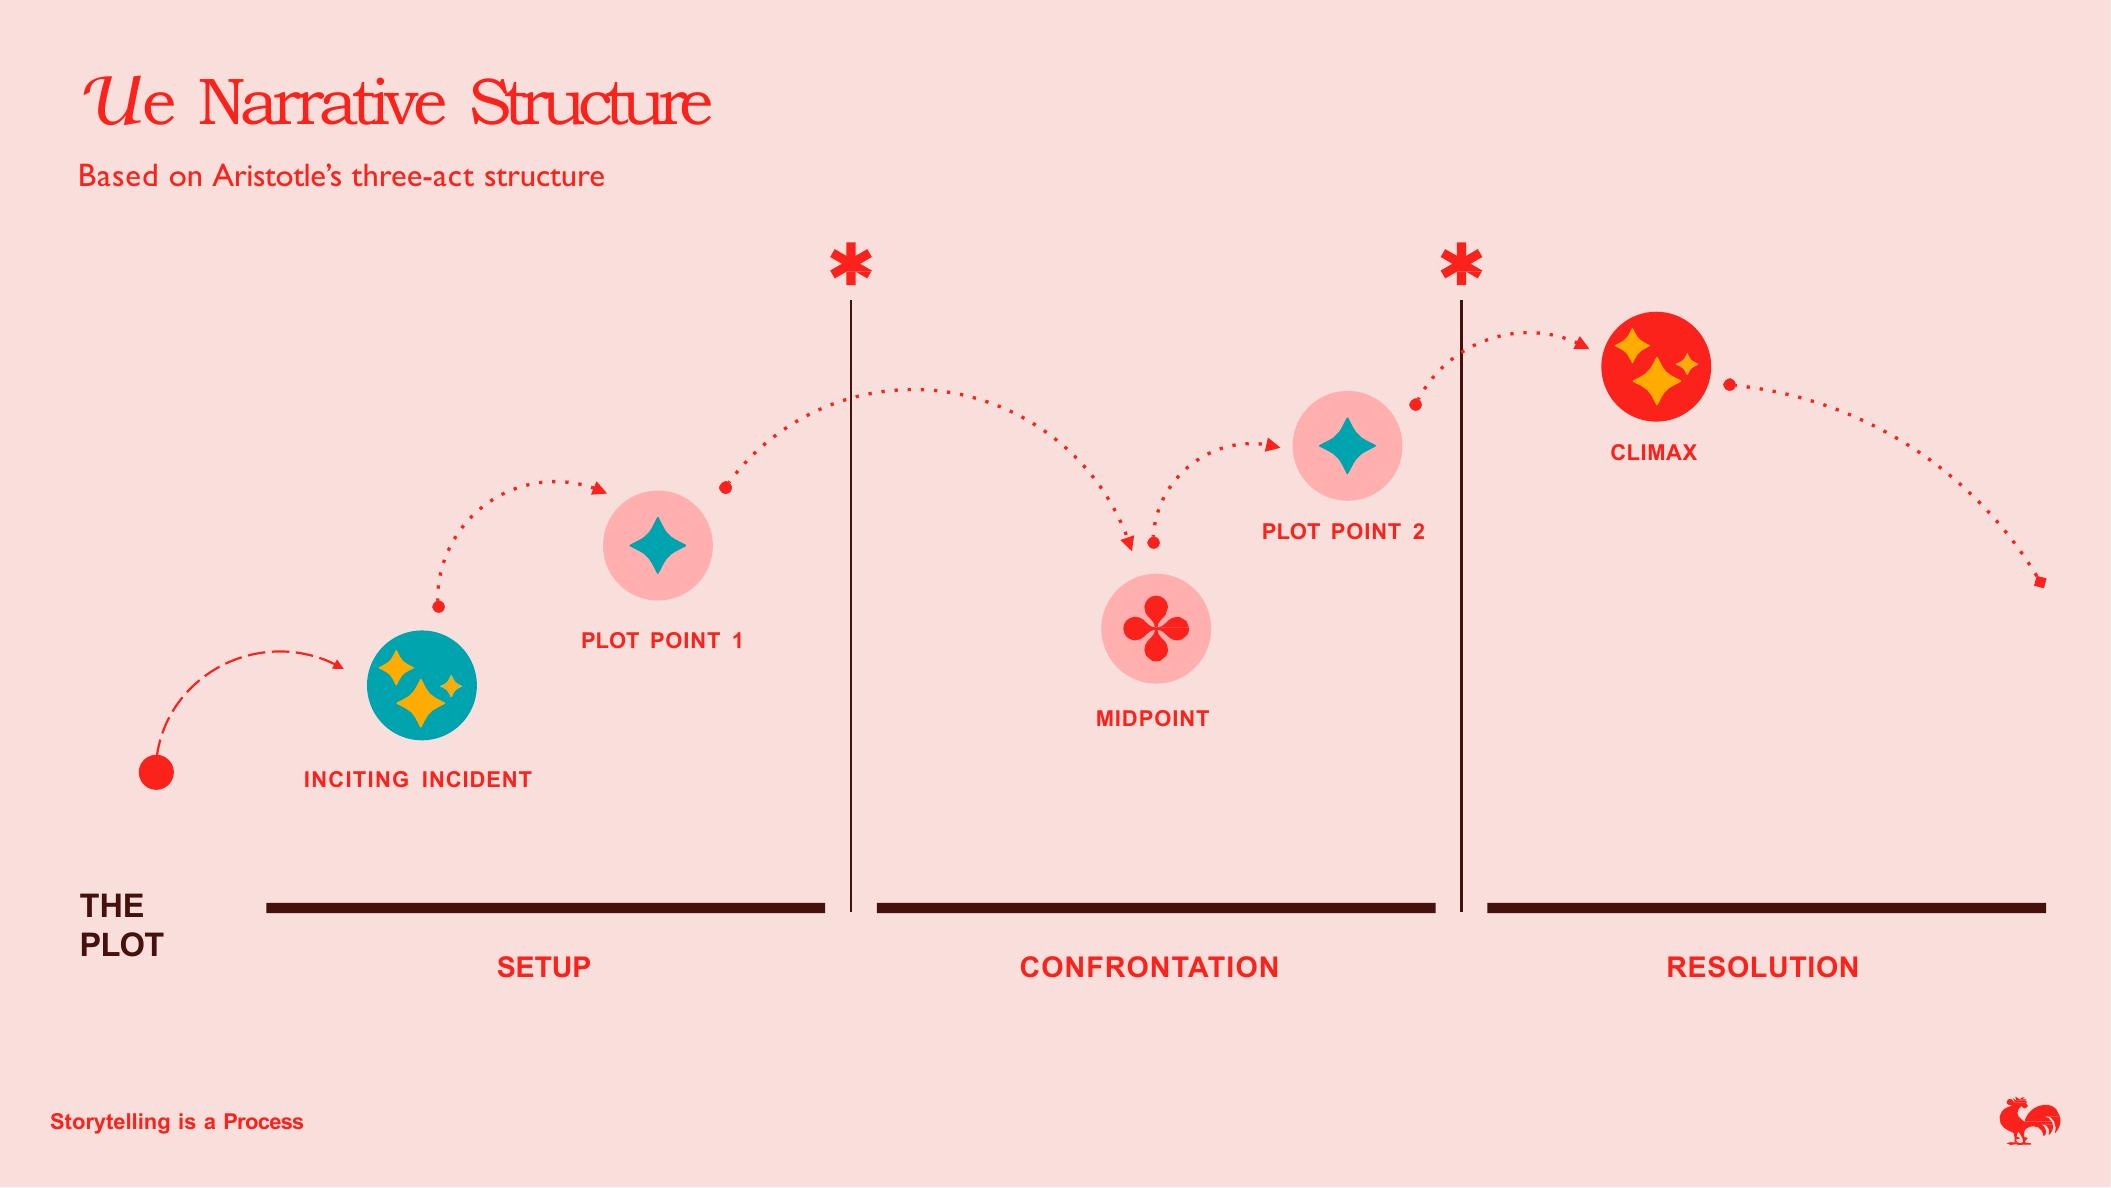 Ue Narrative Structure
Based on Aristotle’s three-act structure
CLIMAX
PLOT POINT 2
PLOT POINT 1
MIDPOINT
INCITING INCIDENT
THE
PLOT
SETUP
CONFRONTATION
RESOLUTION
Storytelling is a Process